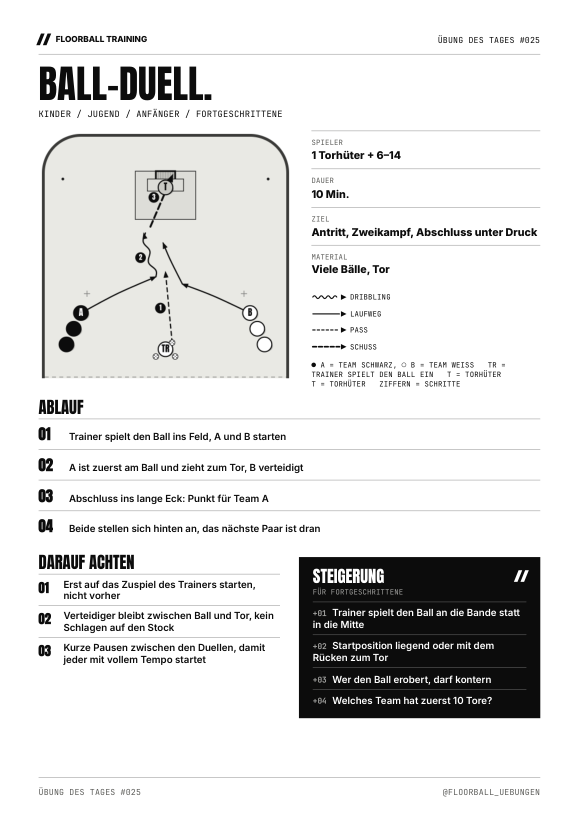 FLOORBALL TRAINING
ÜBUNG DES TAGES #025
BALL-DUELL.
KINDER / JUGEND / ANFÄNGER / FORTGESCHRITTENE
T
3
2
1
A
B
TR
SPIELER
1 Torhüter + 6–14
DAUER
10 Min.
ZIEL
Antritt, Zweikampf, Abschluss unter Druck
MATERIAL
Viele Bälle, Tor
DRIBBLING
LAUFWEG
PASS
SCHUSS
● A = TEAM SCHWARZ, ○ B = TEAM WEISS TR =
TRAINER SPIELT DEN BALL EIN T = TORHÜTER
T = TORHÜTER ZIFFERN = SCHRITTE
ABLAUF
01 Trainer spielt den Ball ins Feld, A und B starten
02 A ist zuerst am Ball und zieht zum Tor, B verteidigt
03 Abschluss ins lange Eck: Punkt für Team A
04 Beide stellen sich hinten an, das nächste Paar ist dran
DARAUF ACHTEN
01 Erst auf das Zuspiel des Trainers starten,
nicht vorher
02 Verteidiger bleibt zwischen Ball und Tor, kein
Schlagen auf den Stock
03 Kurze Pausen zwischen den Duellen, damit
jeder mit vollem Tempo startet
STEIGERUNG
FÜR FORTGESCHRITTENE
+01 Trainer spielt den Ball an die Bande statt
in die Mitte
+02 Startposition liegend oder mit dem
Rücken zum Tor
+03 Wer den Ball erobert, darf kontern
+04 Welches Team hat zuerst 10 Tore?
ÜBUNG DES TAGES #025
@FLOORBALL_UEBUNGEN